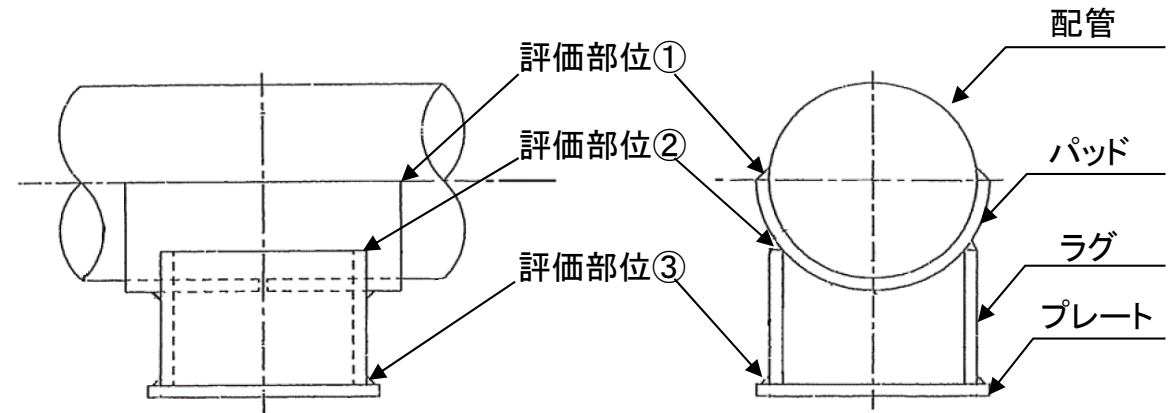 評価部位①
評価部位②
評価部位③
配管
パッド
ラグ
プレート